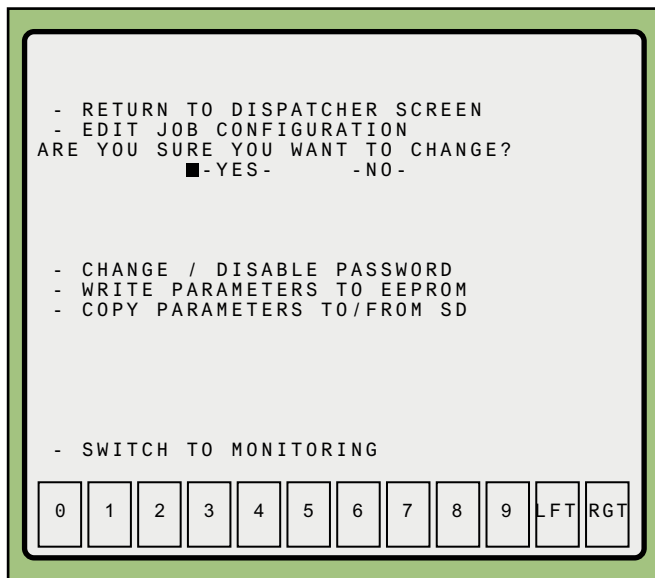 - RETURN TO DISPATCHER SCREEN
- EDIT JOB CONFIGURATION
ARE YOU SURE YOU WANT TO CHANGE?
■-YES- -NO-
- CHANGE / DISABLE PASSWORD
- WRITE PARAMETERS TO EEPROM
- COPY PARAMETERS TO/FROM SD
- SWITCH TO MONITORING
0 1 2 3 4 5 6 7 8 9 LFT RGT